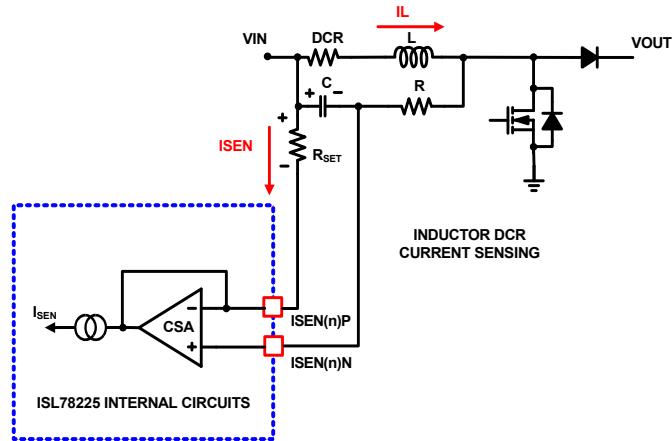 IL
VIN
DCR
L
VOUT
C
R
+
-
+
-
ISEN
RSET
INDUCTOR DCR
CURRENT SENSING
ISEN
CSA
-
+
ISEN(n)P
ISEN(n)N
ISL78225 INTERNAL CIRCUITS